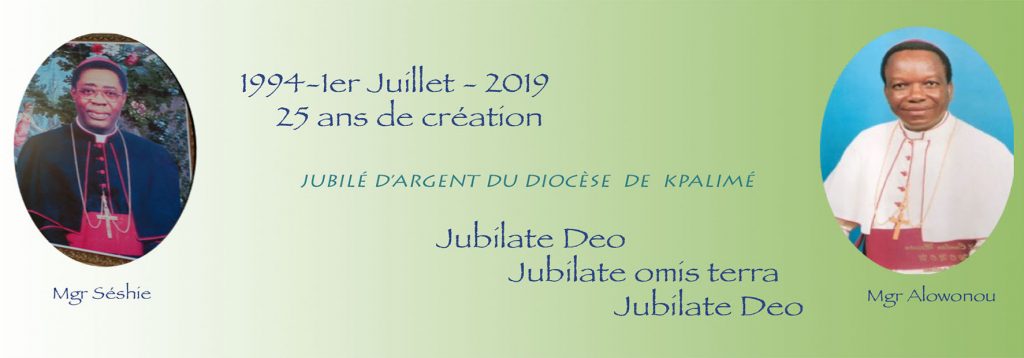 1994-1er Juillet - 2019
25 ans de création
JUBILÉ D'ARGENT DU DIOCÈSE DE KPALIMÉ
Jubilate Deo
Jubilate omis terra
Jubilate Deo
Mgr Séshie
Mgr Alowonou